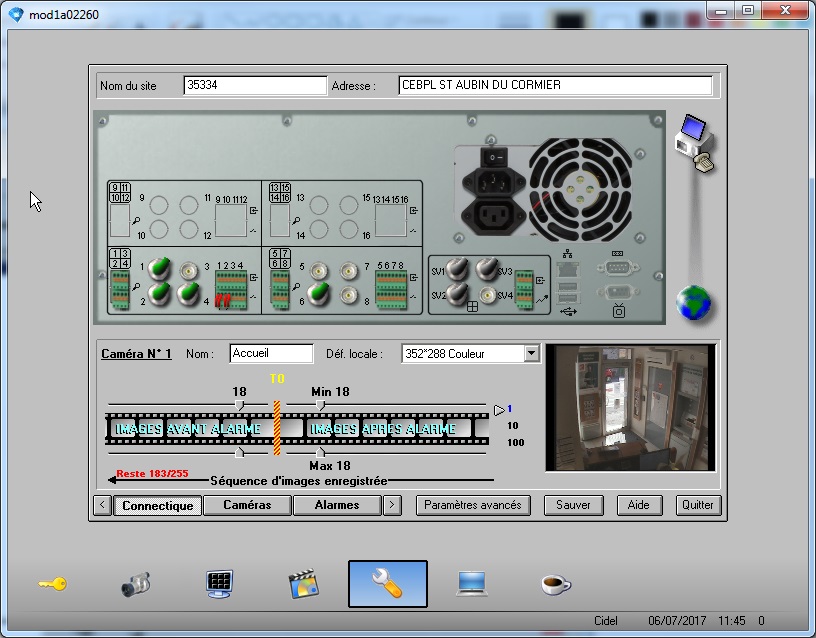 mod1a02260
Nom du site 35334 Adresse : CEBPL ST AUBIN DU CORMIER
9 11 13 15
10 12 9 11 9 10 11 12 14 16 13 15 13 14 15 16
10 12 14 16
1 3 5 7
2 4 1 3 1 2 3 4 6 8 5 7 5 6 7 8 SV1 SV3
2 4 6 8 SV2 SV4
Caméra N° 1 Nom : Accueil Déf. locale : 352*288 Couleur
T0
18 Min 18
1
IMAGES AVANT ALARME IMAGES APRES ALARME 10
100
Max 18
Reste 183/255
Séquence d'images enregistrée
< Connectique Caméras Alarmes > Paramètres avancés Sauver Aide Quitter
Cidel 06/07/2017 11:45 0